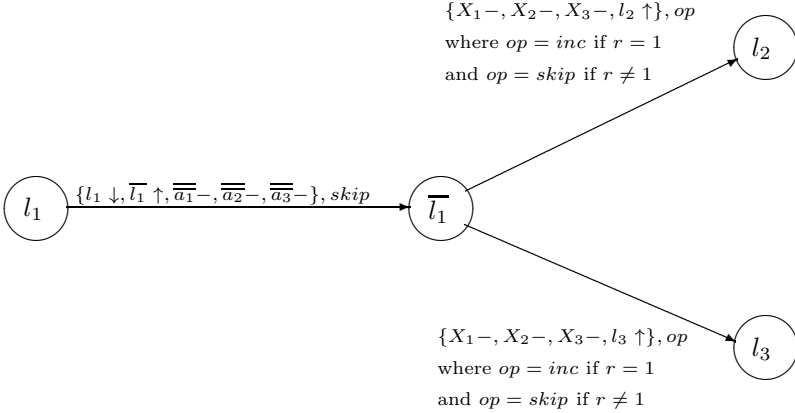 {X₁−, X₂−, X₃−, l₂ ↑}, op
where op = inc if r = 1
and op = skip if r ≠ 1
l₂
l₁
{l₁ ↓, l̅₁ ↑, a̿₁−, a̿₂−, a̿₃−}, skip
l̅₁
{X₁−, X₂−, X₃−, l₃ ↑}, op
where op = inc if r = 1
and op = skip if r ≠ 1
l₃